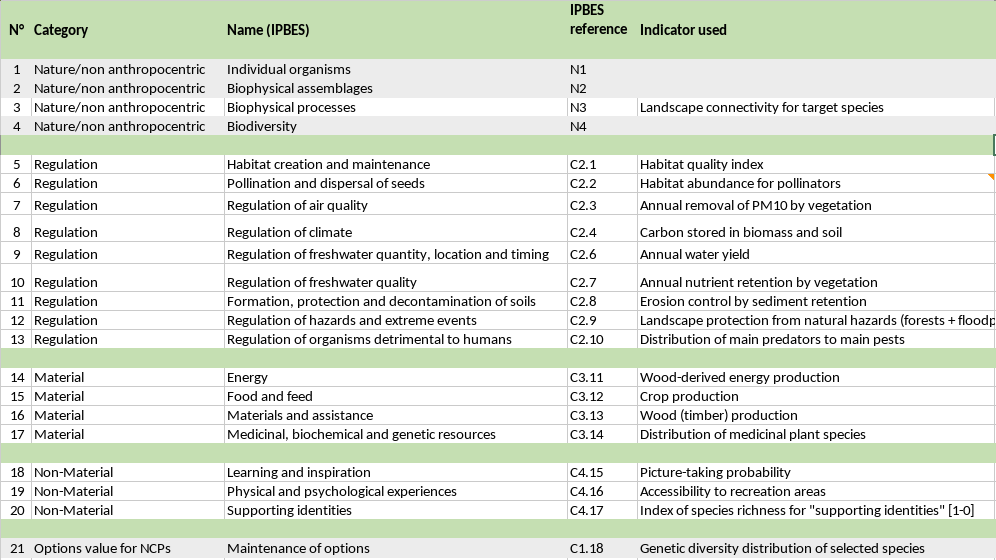 N° Category Name (IPBES) IPBES reference Indicator used
1 Nature/non anthropocentric Individual organisms N1
2 Nature/non anthropocentric Biophysical assemblages N2
3 Nature/non anthropocentric Biophysical processes N3 Landscape connectivity for target species
4 Nature/non anthropocentric Biodiversity N4
5 Regulation Habitat creation and maintenance C2.1 Habitat quality index
6 Regulation Pollination and dispersal of seeds C2.2 Habitat abundance for pollinators
7 Regulation Regulation of air quality C2.3 Annual removal of PM10 by vegetation
8 Regulation Regulation of climate C2.4 Carbon stored in biomass and soil
9 Regulation Regulation of freshwater quantity, location and timing C2.6 Annual water yield
10 Regulation Regulation of freshwater quality C2.7 Annual nutrient retention by vegetation
11 Regulation Formation, protection and decontamination of soils C2.8 Erosion control by sediment retention
12 Regulation Regulation of hazards and extreme events C2.9 Landscape protection from natural hazards (forests + floodp
13 Regulation Regulation of organisms detrimental to humans C2.10 Distribution of main predators to main pests
14 Material Energy C3.11 Wood-derived energy production
15 Material Food and feed C3.12 Crop production
16 Material Materials and assistance C3.13 Wood (timber) production
17 Material Medicinal, biochemical and genetic resources C3.14 Distribution of medicinal plant species
18 Non-Material Learning and inspiration C4.15 Picture-taking probability
19 Non-Material Physical and psychological experiences C4.16 Accessibility to recreation areas
20 Non-Material Supporting identities C4.17 Index of species richness for "supporting identities" [1-0]
21 Options value for NCPs Maintenance of options C1.18 Genetic diversity distribution of selected species